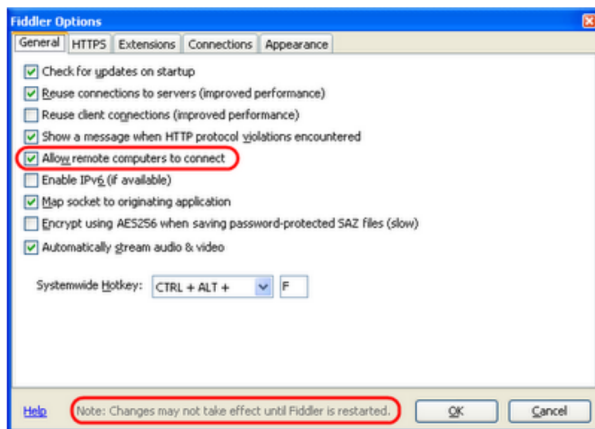 Fiddler Options
General HTTPS Extensions Connections Appearance
Check for updates on startup
Reuse connections to servers (improved performance)
Reuse client connections (improved performance)
Show a message when HTTP protocol violations encountered
Allow remote computers to connect
Enable IPv6 (if available)
Map socket to originating application
Encrypt using AES256 when saving password-protected SAZ files (slow)
Automatically stream audio & video
Systemwide Hotkey: CTRL + ALT + F
Help Note: Changes may not take effect until Fiddler is restarted. OK Cancel